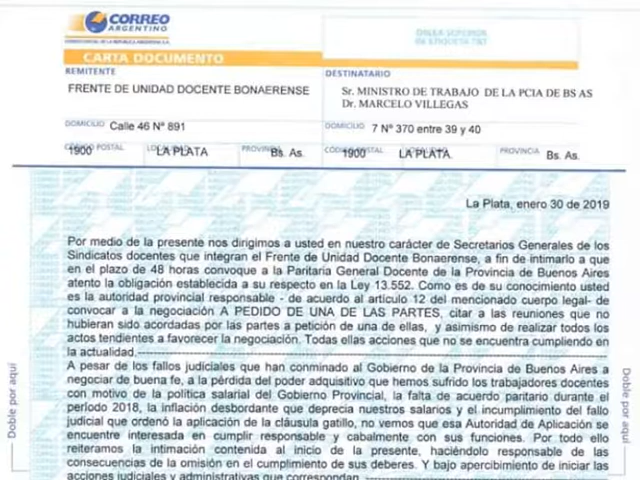 CORREO
ARGENTINO
CARTA DOCUMENTO
REMITENTE
FRENTE DE UNIDAD DOCENTE BONAERENSE
DESTINATARIO
Sr. MINISTRO DE TRABAJO DE LA PCIA DE BS AS
Dr. MARCELO VILLEGAS
DOMICILIO Calle 46 Nº 891
DOMICILIO 7 Nº 370 entre 39 y 40
1900 LA PLATA PROVINCIA Bs. As.
1900 LA PLATA PROVINCIA Bs. As.
La Plata, enero 30 de 2019
Por medio de la presente nos dirigimos a usted en nuestro carácter de Secretarios Generales de los
Sindicatos docentes que integran el Frente de Unidad Docente Bonaerense, a fin de intimarlo a que
en el plazo de 48 horas convoque a la Paritaria General Docente de la Provincia de Buenos Aires
atento la obligación establecida a su respecto en la Ley 13.552. Como es de su conocimiento usted
es la autoridad provincial responsable - de acuerdo al artículo 12 del mencionado cuerpo legal- de
convocar a la negociación A PEDIDO DE UNA DE LAS PARTES, citar a las reuniones que no
hubieran sido acordadas por las partes a petición de una de ellas, y asimismo de realizar todos los
actos tendientes a favorecer la negociación. Todas ellas acciones que no se encuentra cumpliendo en
la actualidad.
A pesar de los fallos judiciales que han conminado al Gobierno de la Provincia de Buenos Aires a
negociar de buena fe, a la pérdida del poder adquisitivo que hemos sufrido los trabajadores docentes
con motivo de la política salarial del Gobierno Provincial, la falta de acuerdo paritario durante el
período 2018, la inflación desbordante que deprecia nuestros salarios y el incumplimiento del fallo
judicial que ordenó la aplicación de la cláusula gatillo, no vemos que esa Autoridad de Aplicación se
encuentre interesada en cumplir responsable y cabalmente con sus funciones. Por todo ello
reiteramos la intimación contenida al inicio de la presente, haciéndolo responsable de las
consecuencias de la omisión en el cumplimiento de sus deberes. Y bajo apercibimiento de iniciar las
acciones judiciales y administrativas que correspondan.
Doble por aquí
Doble por aquí